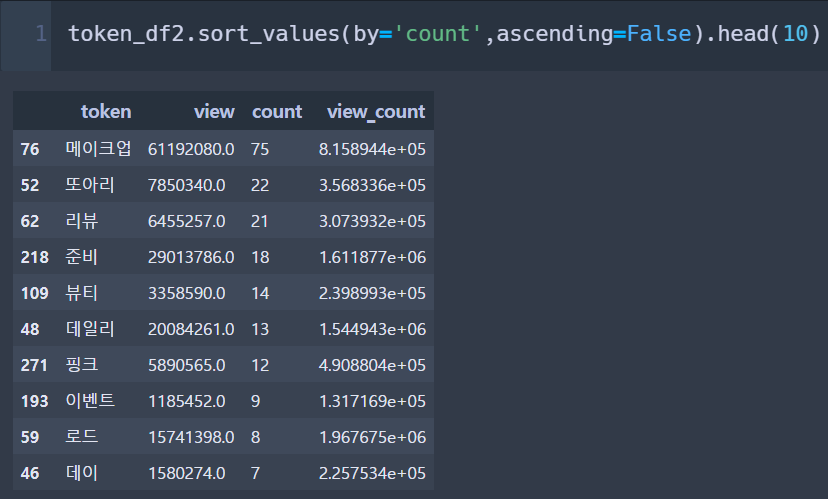 1 token_df2.sort_values(by='count',ascending=False).head(10)
token view count view_count
76 메이크업 61192080.0 75 8.158944e+05
52 또아리 7850340.0 22 3.568336e+05
62 리뷰 6455257.0 21 3.073932e+05
218 준비 29013786.0 18 1.611877e+06
109 뷰티 3358590.0 14 2.398993e+05
48 데일리 20084261.0 13 1.544943e+06
271 핑크 5890565.0 12 4.908804e+05
193 이벤트 1185452.0 9 1.317169e+05
59 로드 15741398.0 8 1.967675e+06
46 데이 1580274.0 7 2.257534e+05